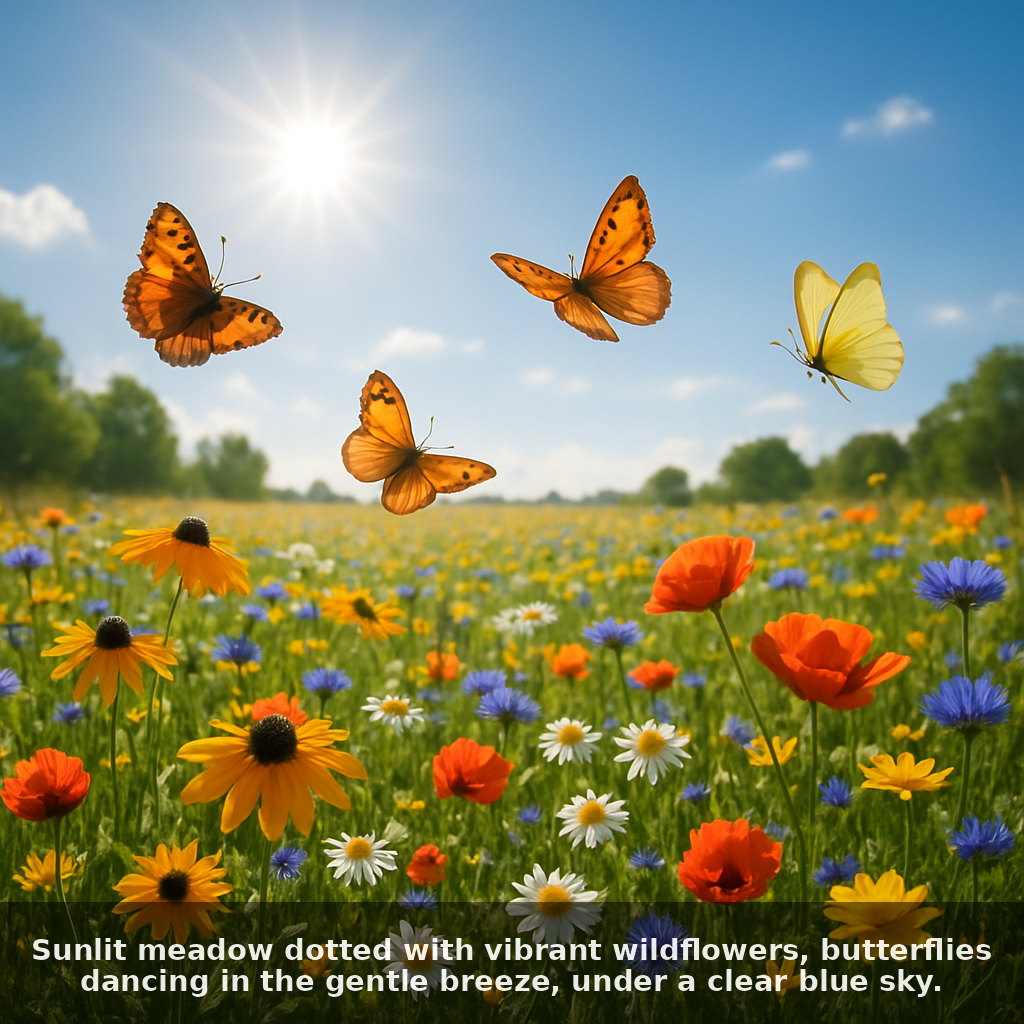 Sunlit meadow dotted with vibrant wildflowers, butterflies
dancing in the gentle breeze, under a clear blue sky.